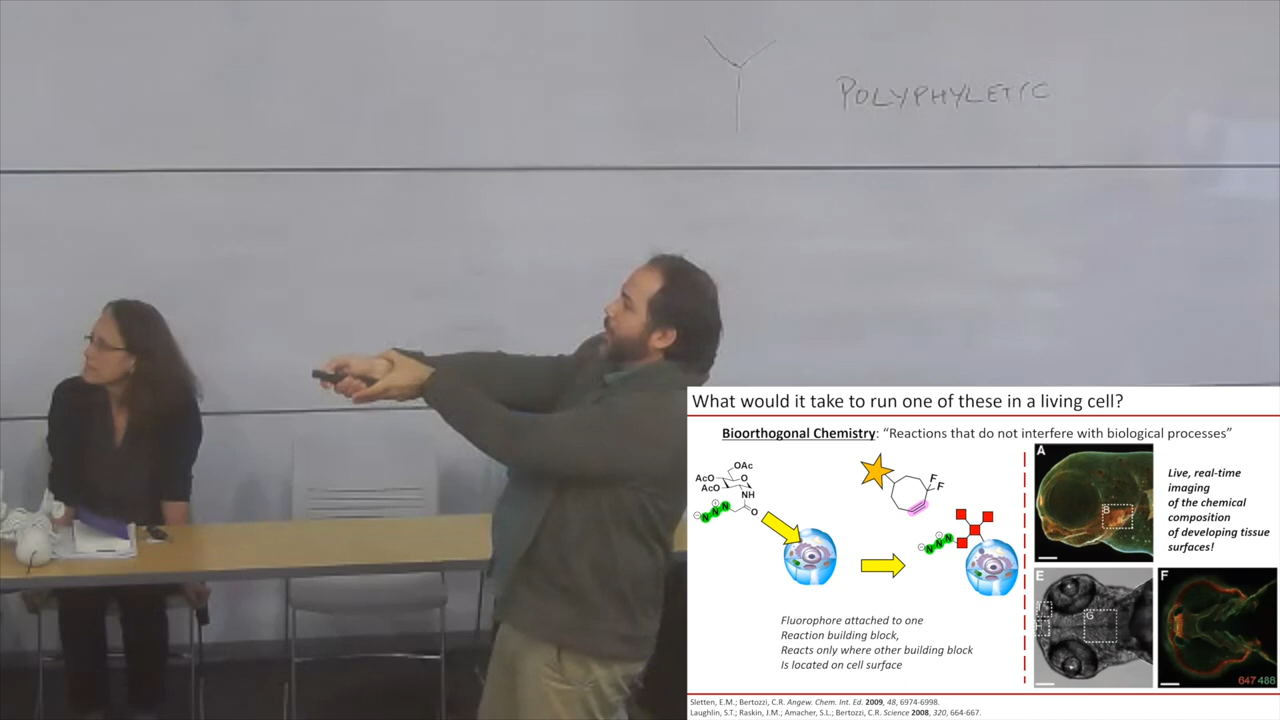 POLYPHYLETIC
What would it take to run one of these in a living cell?
Bioorthogonal Chemistry: “Reactions that do not interfere with biological processes”
OAc
AcO
O
AcO
NH
N N N
O
F
F
N N N
Fluorophore attached to one
Reaction building block,
Reacts only where other building block
Is located on cell surface
A
B
Live, real-time
imaging
of the chemical
composition
of developing tissue
surfaces!
E
G
F
647 488
Sletten, E.M.; Bertozzi, C.R. Angew. Chem. Int. Ed. 2009, 48, 6974-6998.
Laughlin, S.T.; Raskin, J.M.; Amacher, S.L.; Bertozzi, C.R. Science 2008, 320, 664-667.